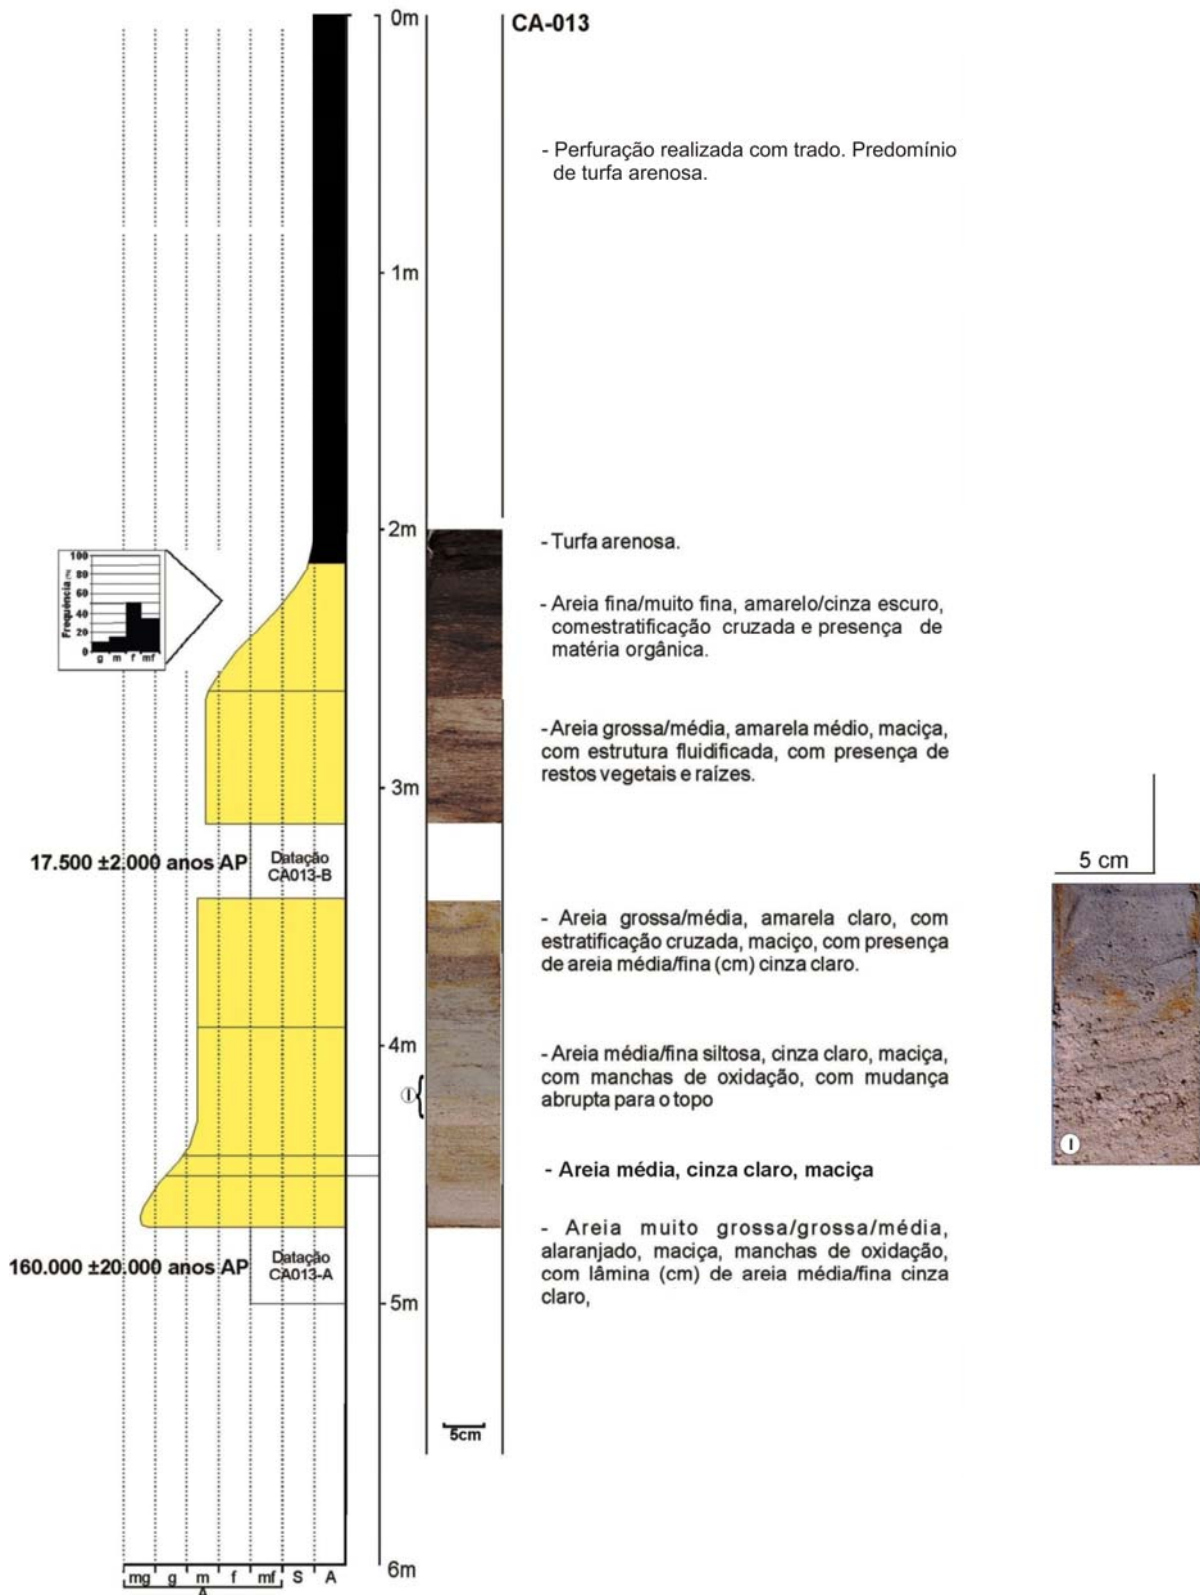 0m
CA-013
- Perfuração realizada com trado. Predomínio
de turfa arenosa.
1m
2m
- Turfa arenosa.
100
80
60
40
20
0
Frequência (%)
g m f mf
- Areia fina/muito fina, amarelo/cinza escuro,
comestratificação cruzada e presença de
matéria orgânica.
- Areia grossa/média, amarela médio, maciça,
com estrutura fluidificada, com presença de
restos vegetais e raízes.
3m
17.500 ±2.000 anos AP
Datação
CA013-B
5 cm
- Areia grossa/média, amarela claro, com
estratificação cruzada, maciço, com presença
de areia média/fina (cm) cinza claro.
4m
- Areia média/fina siltosa, cinza claro, maciça,
com manchas de oxidação, com mudança
abrupta para o topo
I
I
- Areia média, cinza claro, maciça
- Areia muito grossa/grossa/média,
alaranjado, maciça, manchas de oxidação,
com lâmina (cm) de areia média/fina cinza
claro,
160.000 ±20.000 anos AP
Datação
CA013-A
5m
5cm
6m
mg g m f mf S A
A